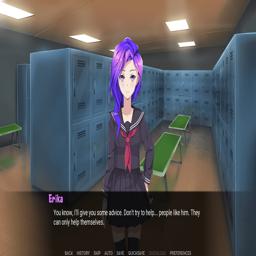 Erika
You know, I'll give you some advice. Don't try to help... people like him. They
can only help themselves.
BACK HISTORY SKIP AUTO SAVE QUICKSAVE PREFERENCES